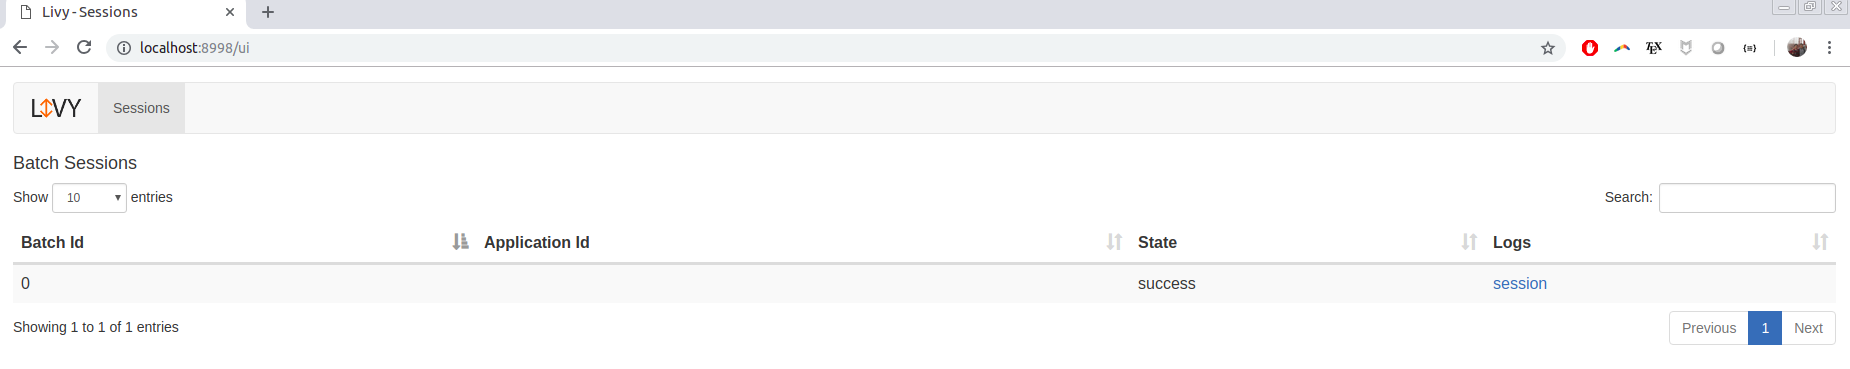 Livy - Sessions
localhost:8998/ui
TEX
LIVY Sessions
Batch Sessions
Show 10 entries Search:
Batch Id Application Id State Logs
0 success session
Showing 1 to 1 of 1 entries Previous 1 Next